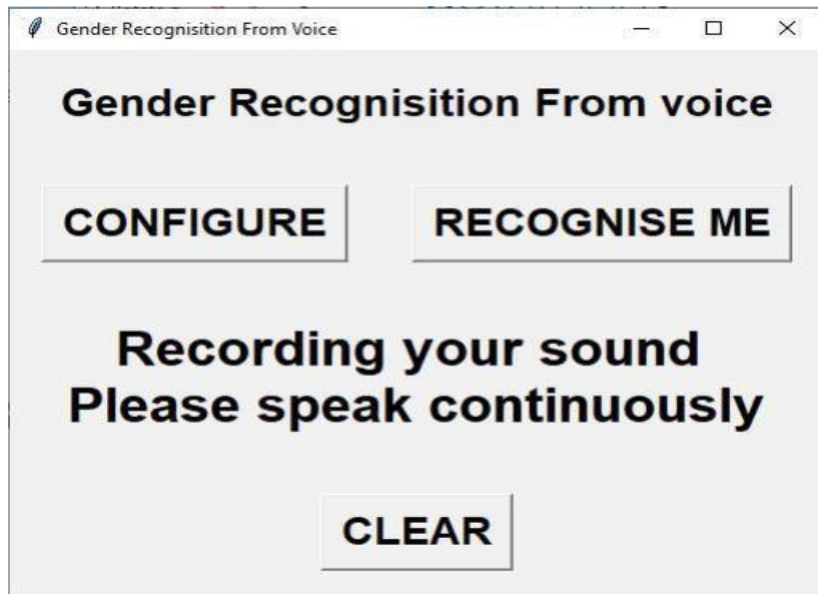 Gender Recognisition From Voice
Gender Recognisition From voice
CONFIGURE
RECOGNISE ME
Recording your sound
Please speak continuously
CLEAR